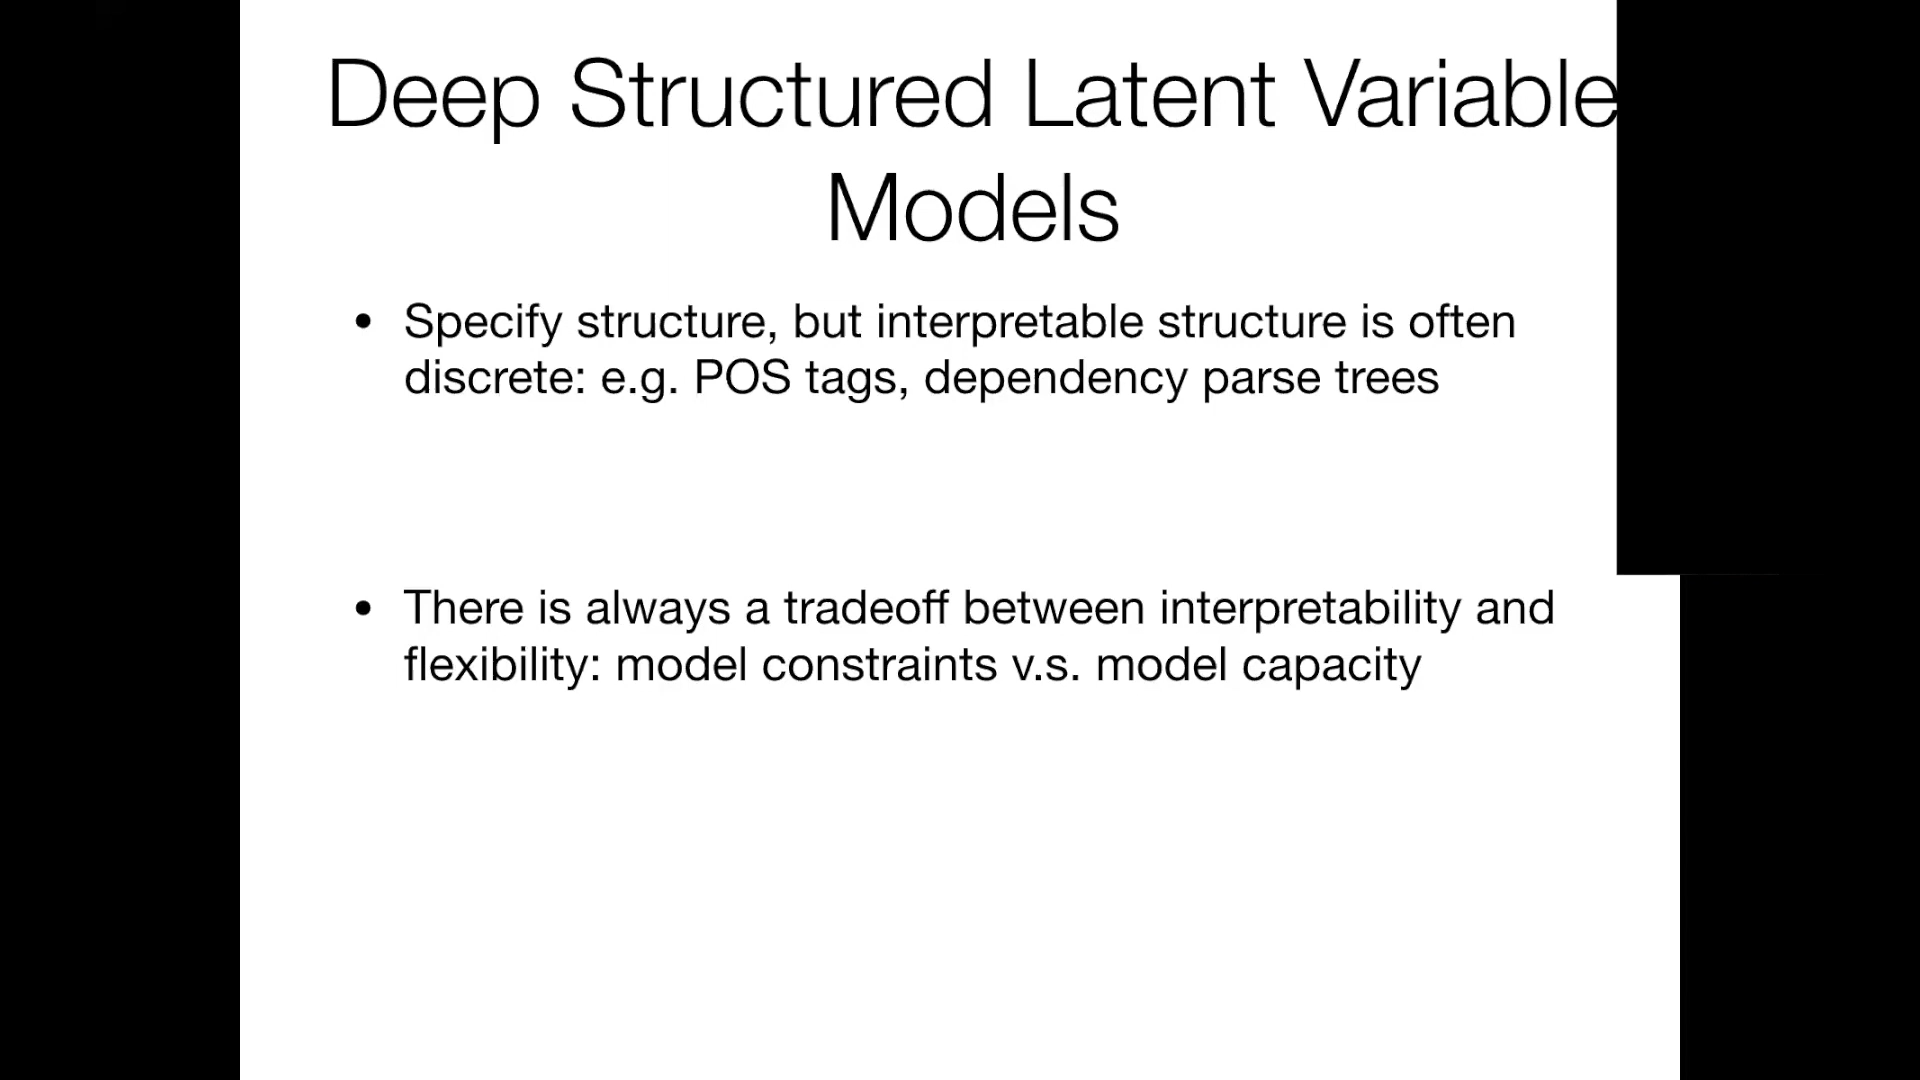 Deep Structured Latent Variable
Models
• Specify structure, but interpretable structure is often
discrete: e.g. POS tags, dependency parse trees
• There is always a tradeoff between interpretability and
flexibility: model constraints v.s. model capacity